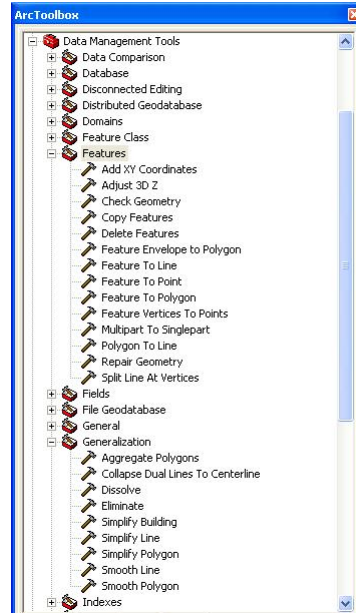 ArcToolbox
Data Management Tools
Data Comparison
Database
Disconnected Editing
Distributed Geodatabase
Domains
Feature Class
Features
Add XY Coordinates
Adjust 3D Z
Check Geometry
Copy Features
Delete Features
Feature Envelope to Polygon
Feature To Line
Feature To Point
Feature To Polygon
Feature Vertices To Points
Multipart To Singlepart
Polygon To Line
Repair Geometry
Split Line At Vertices
Fields
File Geodatabase
General
Generalization
Aggregate Polygons
Collapse Dual Lines To Centerline
Dissolve
Eliminate
Simplify Building
Simplify Line
Simplify Polygon
Smooth Line
Smooth Polygon
Indexes